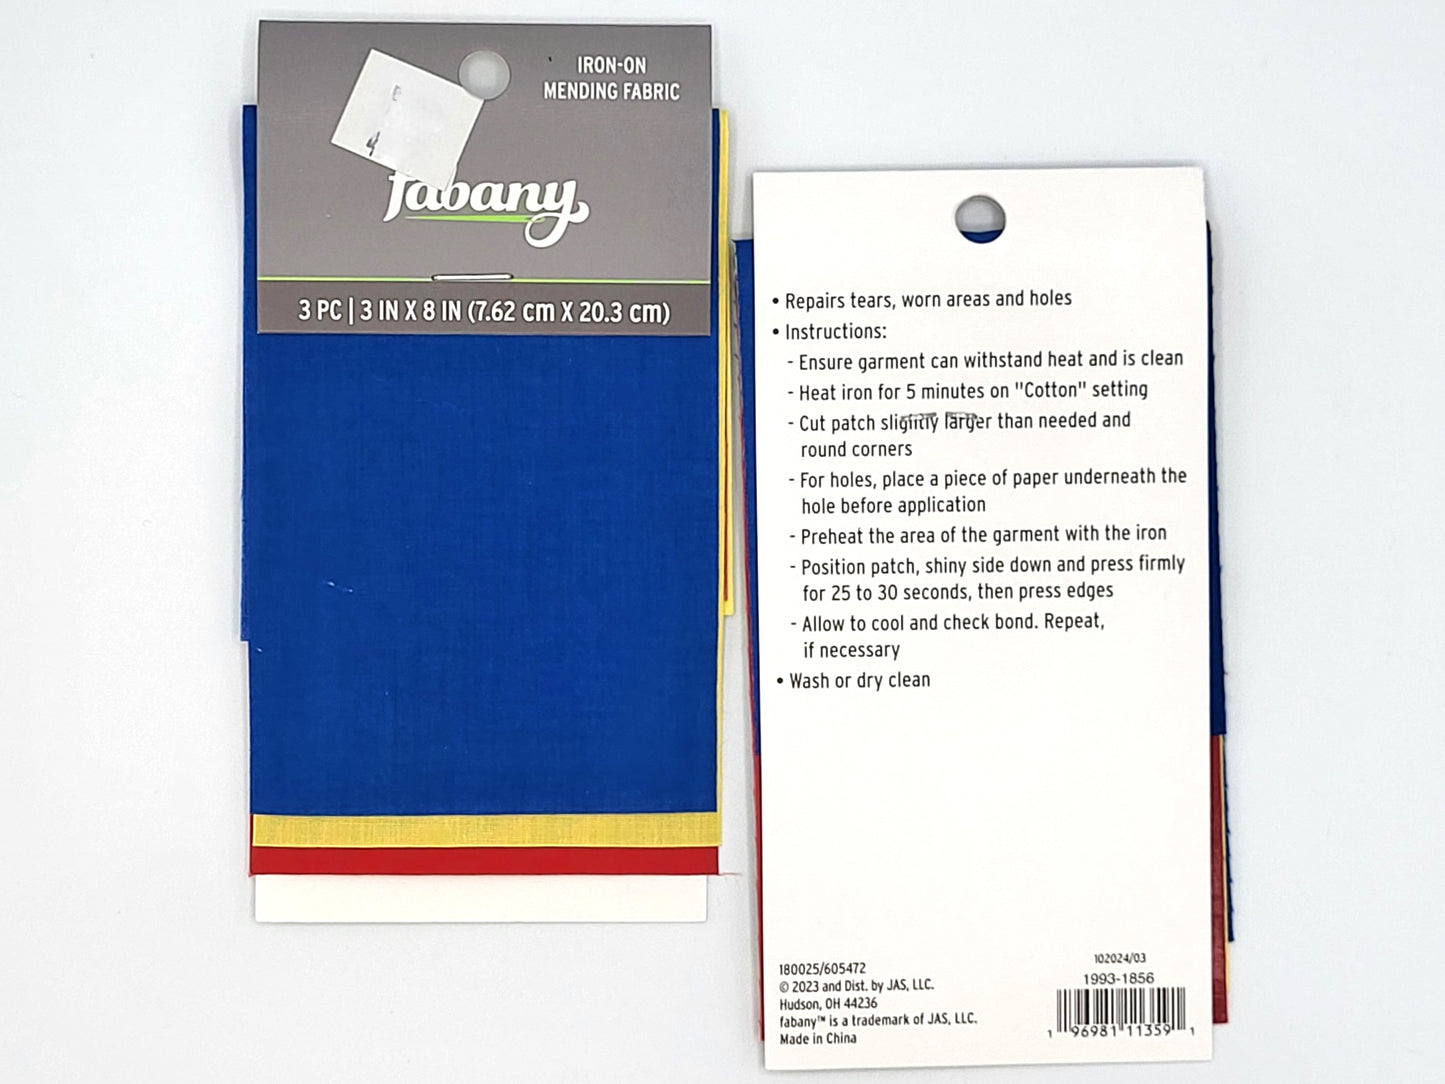 IRON-ON
MENDING FABRIC
4
fabany
3 PC | 3 IN X 8 IN (7.62 cm X 20.3 cm)
• Repairs tears, worn areas and holes
• Instructions:
- Ensure garment can withstand heat and is clean
- Heat iron for 5 minutes on "Cotton" setting
- Cut patch slightly larger than needed and
round corners
- For holes, place a piece of paper underneath the
hole before application
- Preheat the area of the garment with the iron
- Position patch, shiny side down and press firmly
for 25 to 30 seconds, then press edges
- Allow to cool and check bond. Repeat,
if necessary
• Wash or dry clean
180025/605472
© 2023 and Dist. by JAS, LLC.
Hudson, OH 44236
fabany™ is a trademark of JAS, LLC.
Made in China
102024/03
1993-1856
1 96981 11359 1